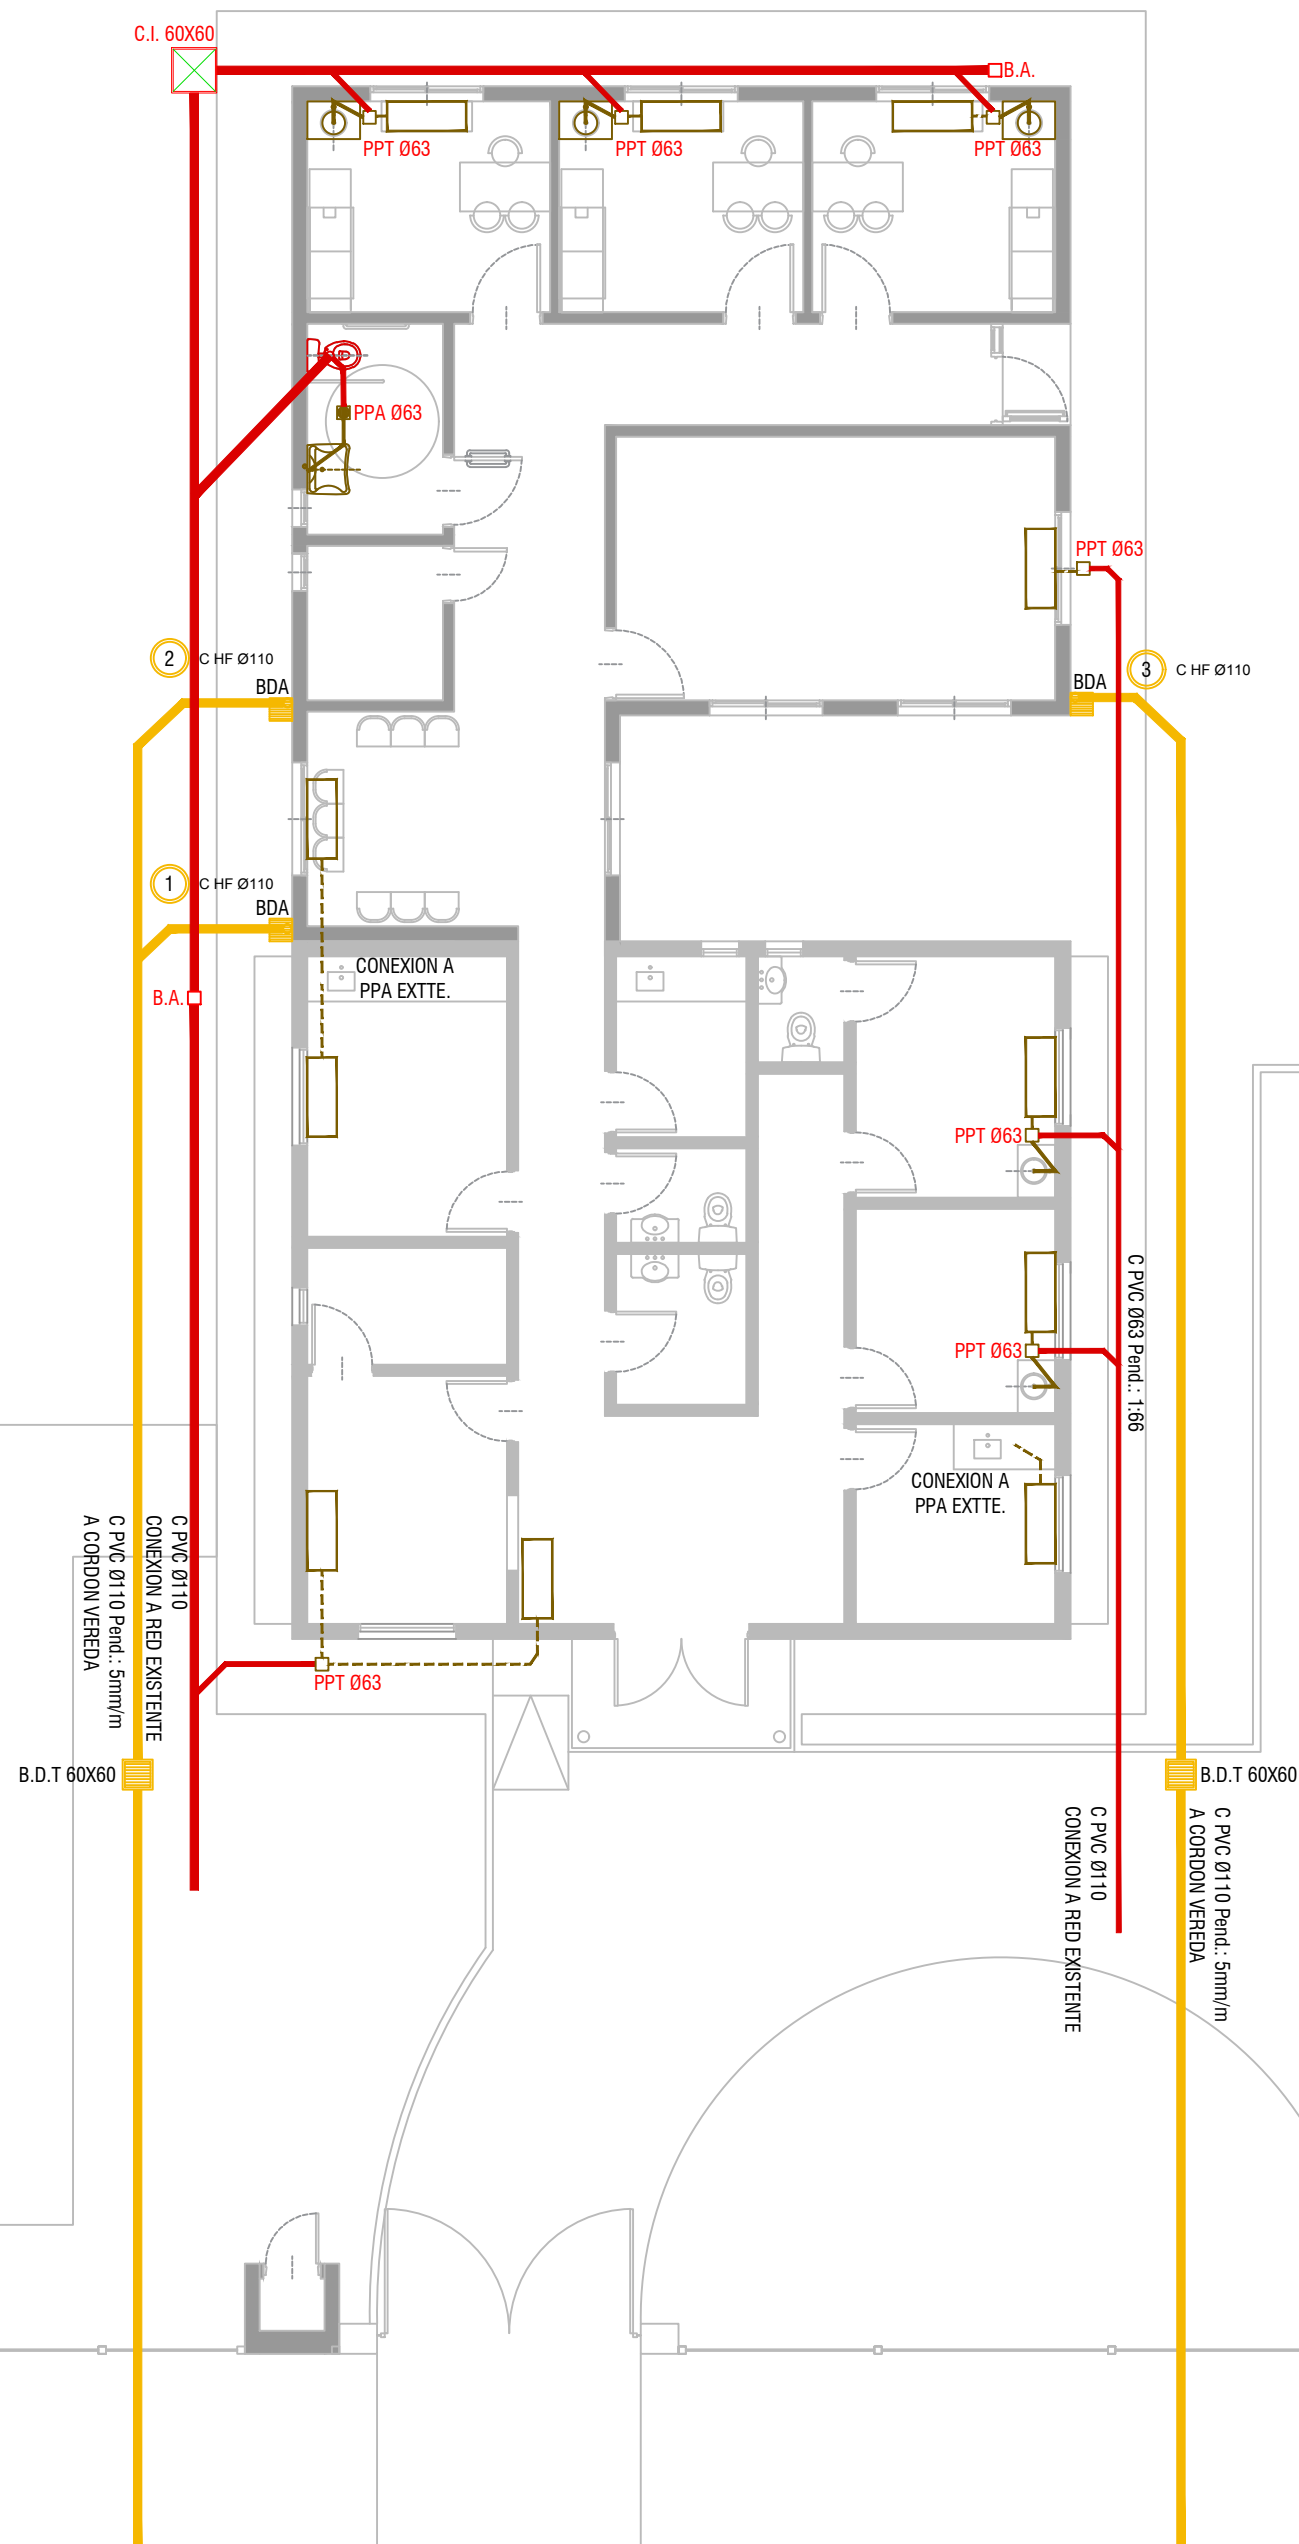 C.I. 60X60
B.A.
PPT Ø63
PPT Ø63
PPT Ø63
PPA Ø63
PPT Ø63
2
C HF Ø110
BDA
3
C HF Ø110
BDA
1
C HF Ø110
BDA
B.A.
CONEXION A
PPA EXTTE.
PPT Ø63
PPT Ø63
C PVC Ø63 Pend.: 1:66
CONEXION A
PPA EXTTE.
C PVC Ø110
CONEXION A RED EXISTENTE
C PVC Ø110 Pend.: 5mm/m
A CORDON VEREDA
PPT Ø63
B.D.T 60X60
B.D.T 60X60
C PVC Ø110
CONEXION A RED EXISTENTE
C PVC Ø110 Pend.: 5mm/m
A CORDON VEREDA